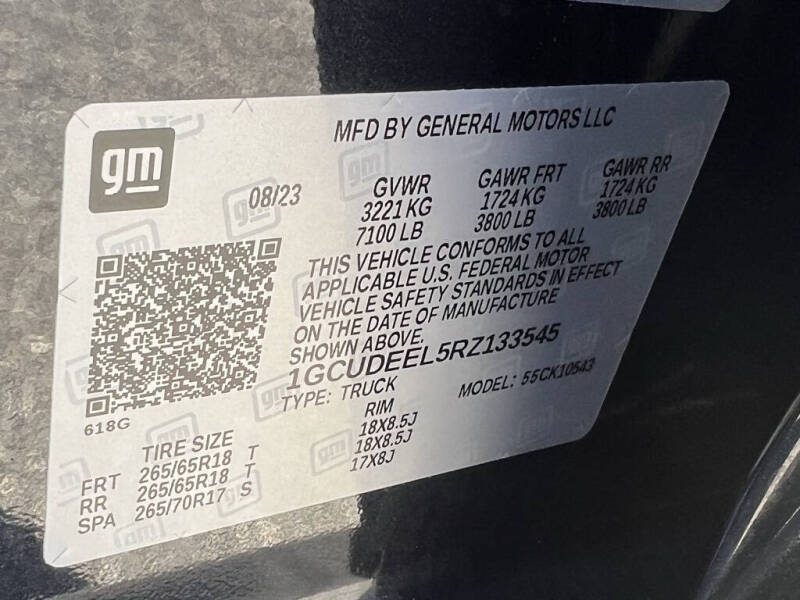 gm
MFD BY GENERAL MOTORS LLC
08/23
GVWR GAWR FRT GAWR RR
3221 KG 1724 KG 1724 KG
7100 LB 3800 LB 3800 LB
THIS VEHICLE CONFORMS TO ALL
APPLICABLE U.S. FEDERAL MOTOR
VEHICLE SAFETY STANDARDS IN EFFECT
ON THE DATE OF MANUFACTURE
SHOWN ABOVE.
1GCUDEEL5RZ133545
TYPE: TRUCK MODEL: 55CK10543
618G
TIRE SIZE RIM
FRT 265/65R18 T 18X8.5J
RR 265/65R18 T 18X8.5J
SPA 265/70R17 S 17X8J